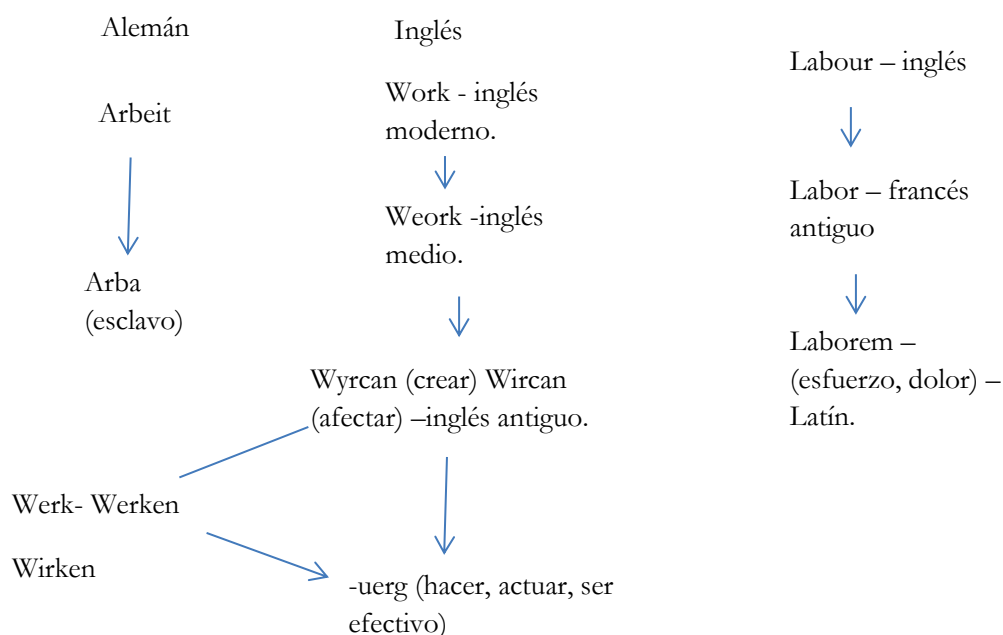 Alemán
Arbeit
Arba
(esclavo)
Inglés
Work - inglés
moderno.
Weork -inglés
medio.
Wyrcan (crear) Wircan
(afectar) –inglés antiguo.
Werk- Werken
Wirken
-uerg (hacer, actuar, ser
efectivo)
Labour – inglés
Labor – francés
antiguo
Laborem –
(esfuerzo, dolor) –
Latín.